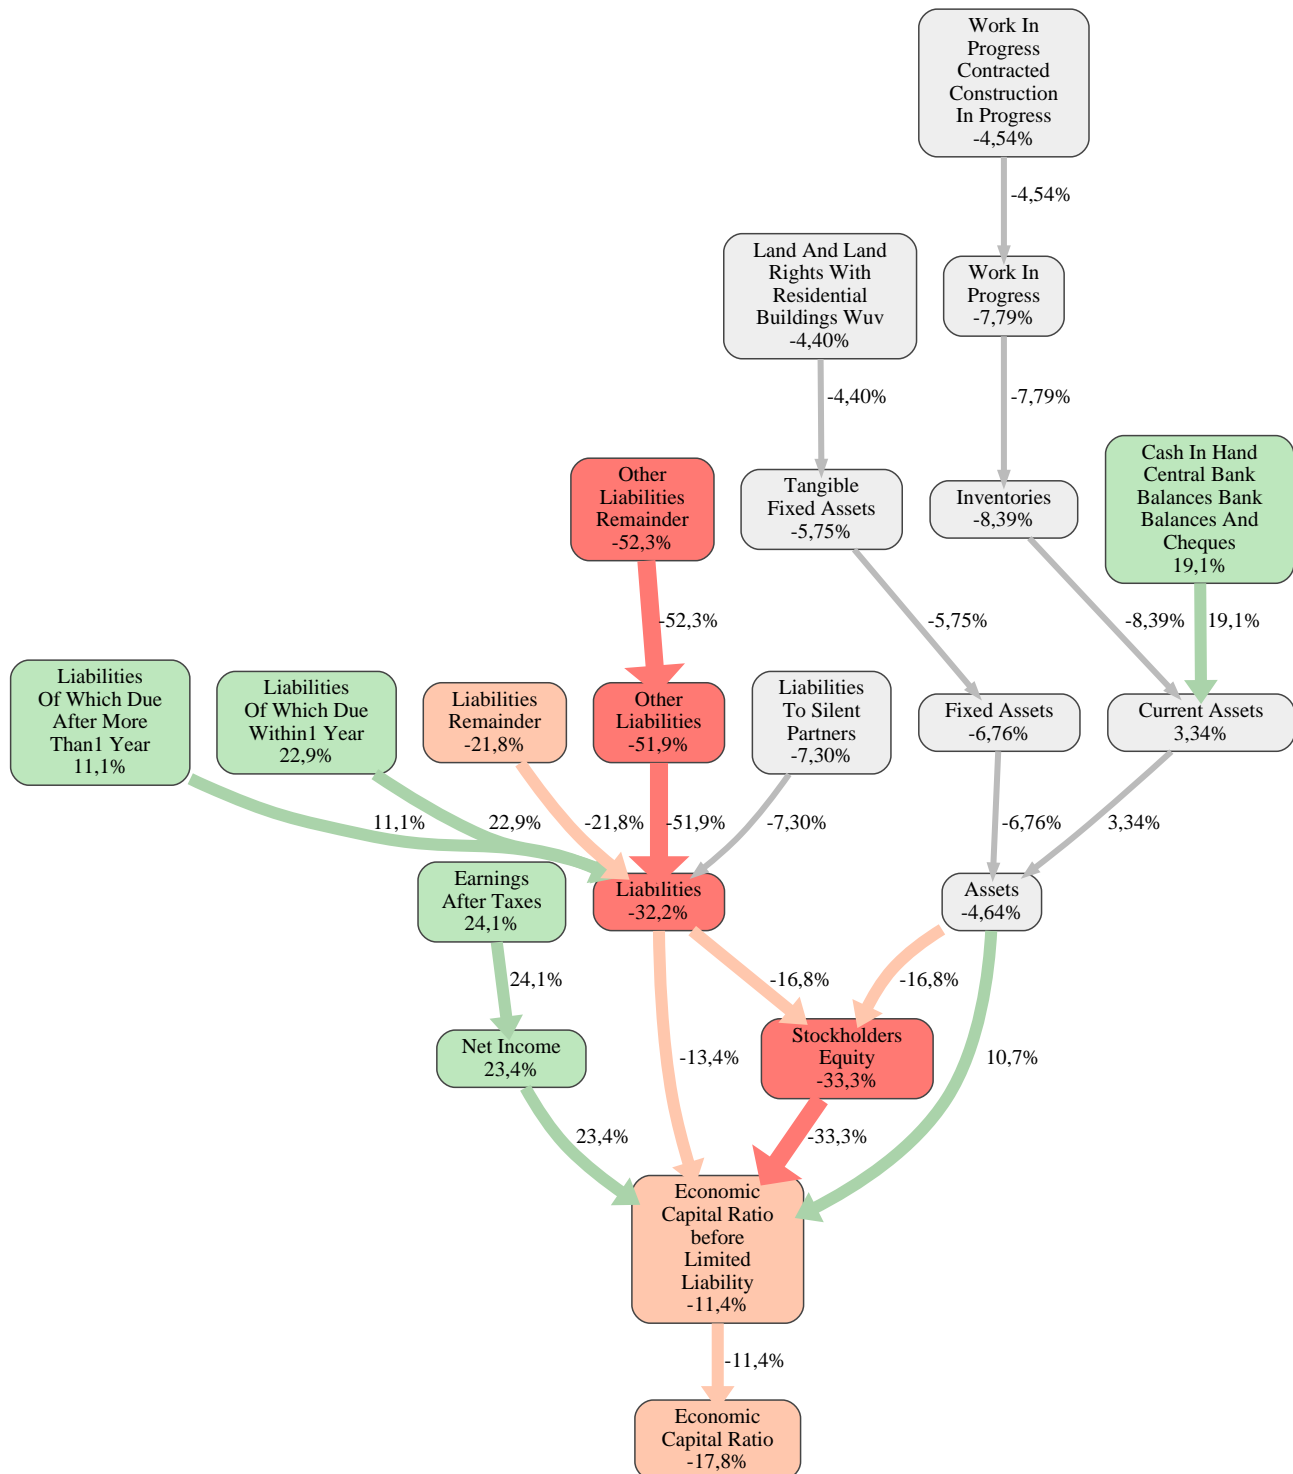 Work In
Progress
Contracted
Construction
In Progress
-4,54%
-4,54%
Land And Land
Rights With
Residential
Buildings Wuv
-4,40%
Work In
Progress
-7,79%
-4,40%
-7,79%
Other
Liabilities
Remainder
-52,3%
Tangible
Fixed Assets
-5,75%
Inventories
-8,39%
Cash In Hand
Central Bank
Balances Bank
Balances And
Cheques
19,1%
-52,3%
-5,75%
-8,39%
19,1%
Liabilities
Of Which Due
After More
Than1 Year
11,1%
Liabilities
Of Which Due
Within1 Year
22,9%
Liabilities
Remainder
-21,8%
Other
Liabilities
-51,9%
Liabilities
To Silent
Partners
-7,30%
Fixed Assets
-6,76%
Current Assets
3,34%
11,1%
22,9%
-21,8%
-51,9%
-7,30%
-6,76%
3,34%
Earnings
After Taxes
24,1%
Liabilities
-32,2%
Assets
-4,64%
24,1%
-16,8%
-16,8%
Net Income
23,4%
-13,4%
Stockholders
Equity
-33,3%
10,7%
23,4%
-33,3%
Economic
Capital Ratio
before
Limited
Liability
-11,4%
-11,4%
Economic
Capital Ratio
-17,8%